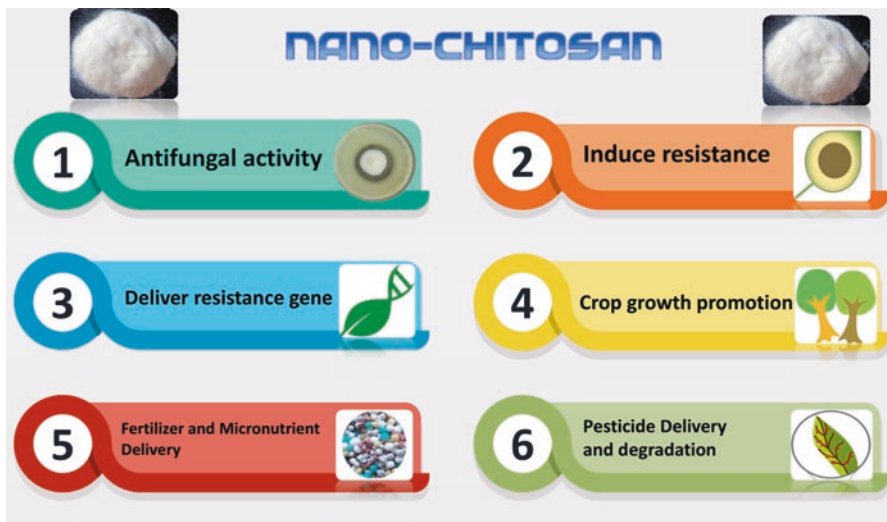 NANO-CHITOSAN
1
Antifungal activity
2
Induce resistance
3
Deliver resistance gene
4
Crop growth promotion
5
Fertilizer and Micronutrient
Delivery
6
Pesticide Delivery
and degradation